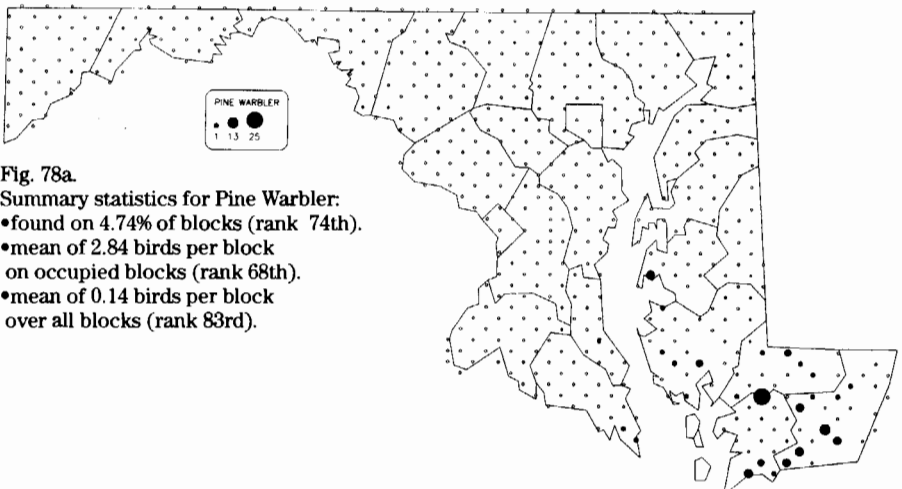 PINE WARBLER
1 13 25
Fig. 78a.
Summary statistics for Pine Warbler:
•found on 4.74% of blocks (rank 74th).
•mean of 2.84 birds per block
on occupied blocks (rank 68th).
•mean of 0.14 birds per block
over all blocks (rank 83rd).